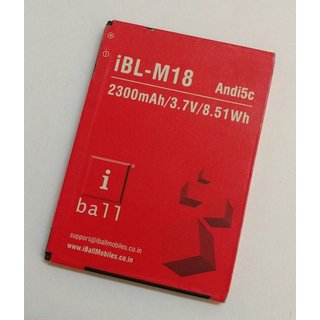 iBL-M18 Andi5c
2300mAh/3.7V/8.51Wh
i
ball
support@iballmobiles.co.in
www.iBallMobiles.co.in